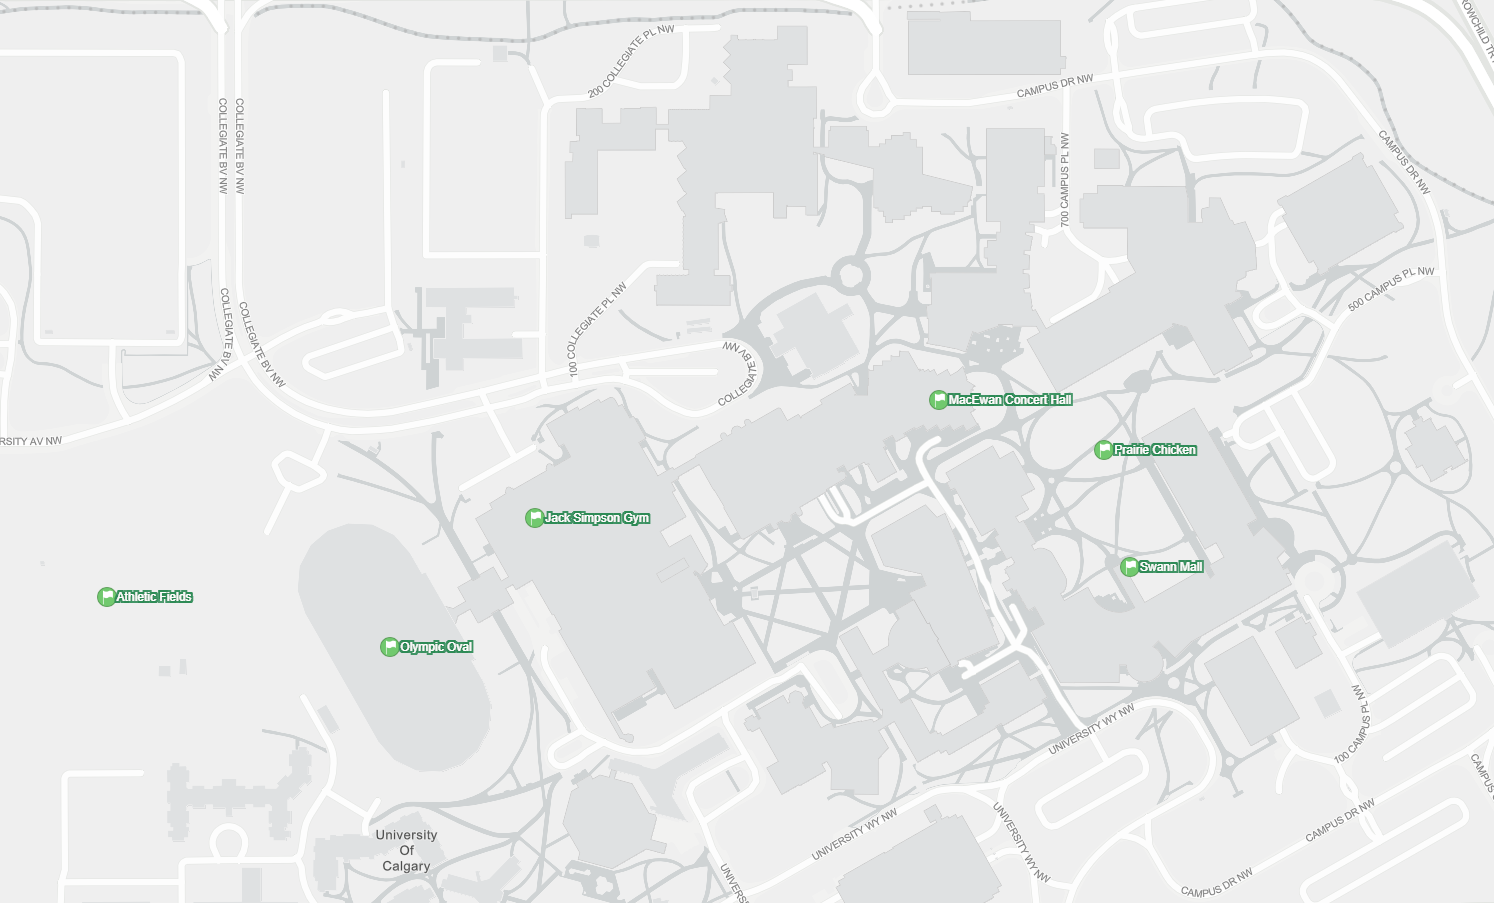 ROWCHILD TR
200 COLLEGIATE PL NW
CAMPUS DR NW
COLLEGIATE BV NW
COLLEGIATE BV NW
700 CAMPUS PL NW
CAMPUS DR NW
500 CAMPUS PL NW
100 COLLEGIATE PL NW
COLLEGIATE BV
NW
COLLEGIATE BV NW
COLLEGIATE
BV NW
MacEwan Concert Hall
RSITY AV NW
Prairie Chicken
Jack Simpson Gym
Swann Mall
Athletic Fields
Olympic Oval
UNIVERSITY WY NW
100 CAMPUS PL NW
CAMPUS
UNIVERSITY WY NW
UNIVERSITY WY NW
CAMPUS DR NW
University
Of
Calgary
CAMPUS DR NW
UNIVERS